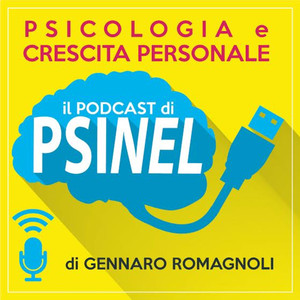 PSICOLOGIA e
CRESCITA PERSONALE
il PODCAST di
PSINEL
di GENNARO ROMAGNOLI